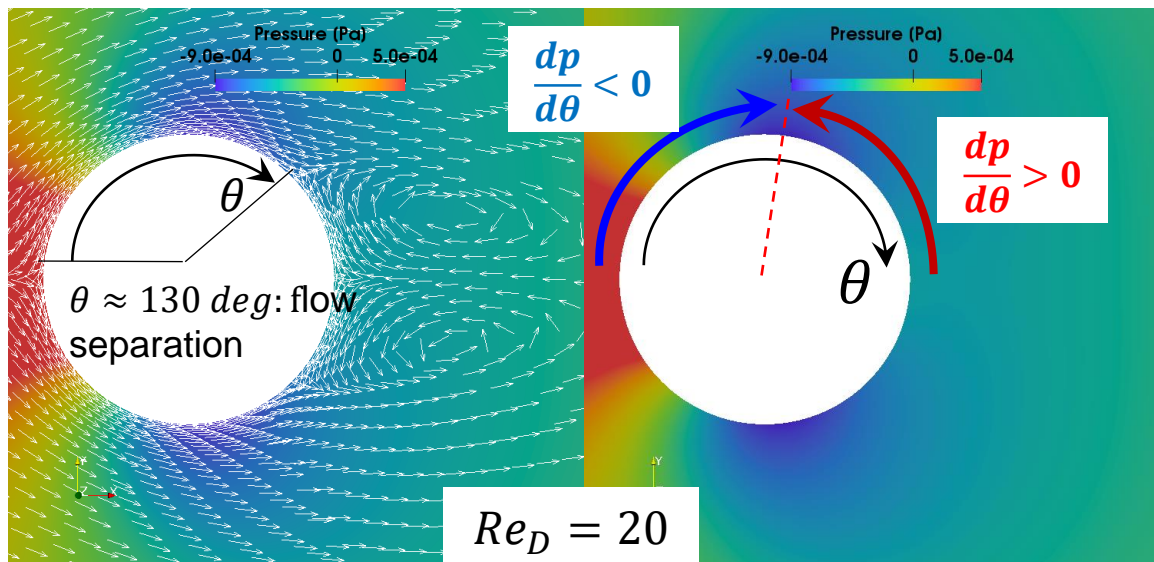 Pressure (Pa)
-9.0e-04 0 5.0e-04
θ
θ ≈ 130 deg: flow
separation
dp/dθ < 0
Pressure (Pa)
-9.0e-04 0 5.0e-04
dp/dθ > 0
θ
Re_D = 20
Y
Z
Y